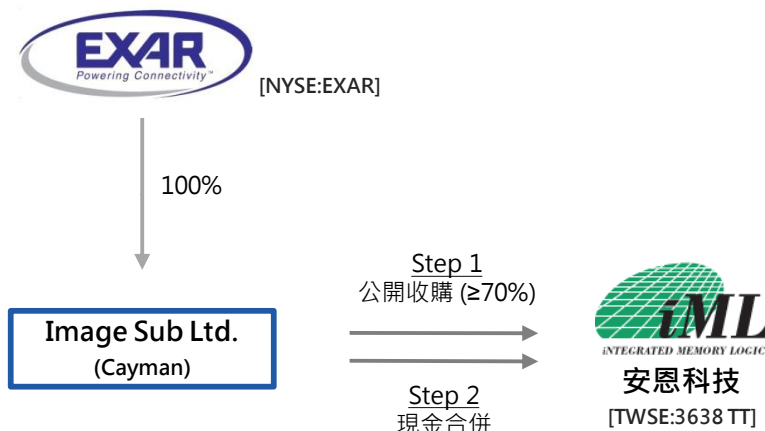 EXAR
Powering Connectivity™
[NYSE:EXAR]
100%
Step 1
公開收購 (≥70%)
Image Sub Ltd.
(Cayman)
Step 2
現金合併
iML
iNTEGRATED MEMORY LOGIC
安恩科技
[TWSE:3638 TT]